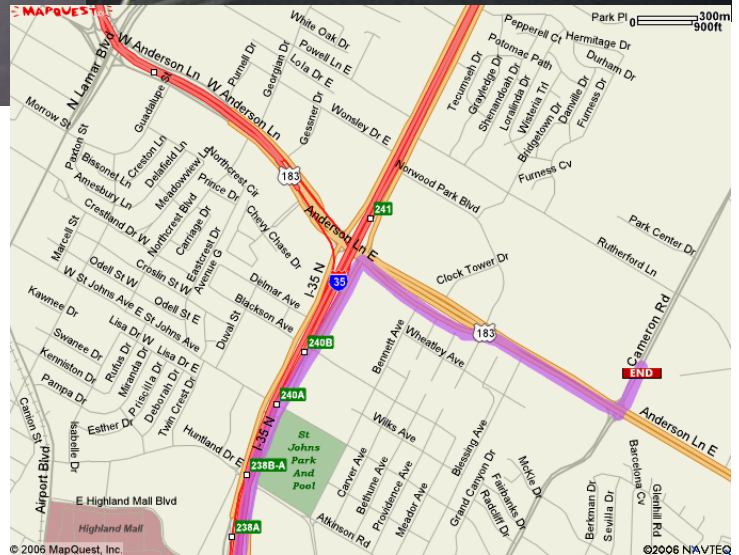 MAPQUEST
White Oak Dr
Pepperell Ct
Park Pl
0 300m
900ft
W Anderson Ln
N Lamar Blvd
Purnell Dr
Georgian Dr
Powell Ln E
Lola Dr E
Potomac Path
Hermitage Dr
Durham Dr
Guadalupe St
W Anderson Ln
Gessner Dr
Wonsley Dr E
Tecumseh Dr
Grayledge Dr
Shenandoah Dr
Loralinda Dr
Wisteria Trl
Bridgetown Dr
Danville Dr
Furness Dr
Morrow St
Paxton St
Bissonet Ln
Amesbury Ln
Creston Ln
Delafield Ln
Meadowview Ln
Northcrest Cir
183
Norwood Park Blvd
Furness Cv
Crestland Dr W
Northcrest Blvd
Prince Dr
Carriage Dr
Chevy Chase Dr
Anderson Ln E
241
Park Center Dr
Marcell St
Eastcrest Dr
Avenue G
Rutherford Ln
Odell St W
Croslin St W
W St Johns Ave
E St Johns Ave
Odell St E
Delmar Ave
Blackson Ave
I-35 N
35
Clock Tower Dr
Kawnee Dr
Swanee Dr
Lisa Dr W
Lisa Dr E
Duval St
240B
Bennett Ave
Wheatley Ave
183
Cameron Rd
Kenniston Dr
Rufus Dr
Miranda Dr
Priscilla Dr
Deborah Dr
Twin Crest Dr
END
Pampa Dr
240A
Canion St
Isabelle Dr
Esther Dr
I-35 N
St
Johns
Park
And
Pool
Wilks Ave
Anderson Ln E
Huntland Dr E
238B-A
Carver Ave
Bethune Ave
Providence Ave
Meador Ave
Blessing Ave
Grand Canyon Dr
Radcliff Dr
Fairbanks Dr
McKie Dr
Barcelona Cv
Berkman Dr
Sevilla Dr
Glenhill Rd
Airport Blvd
E Highland Mall Blvd
Highland Mall
238A
Atkinson Rd
© 2006 MapQuest, Inc.
©2006 NAVTEQ